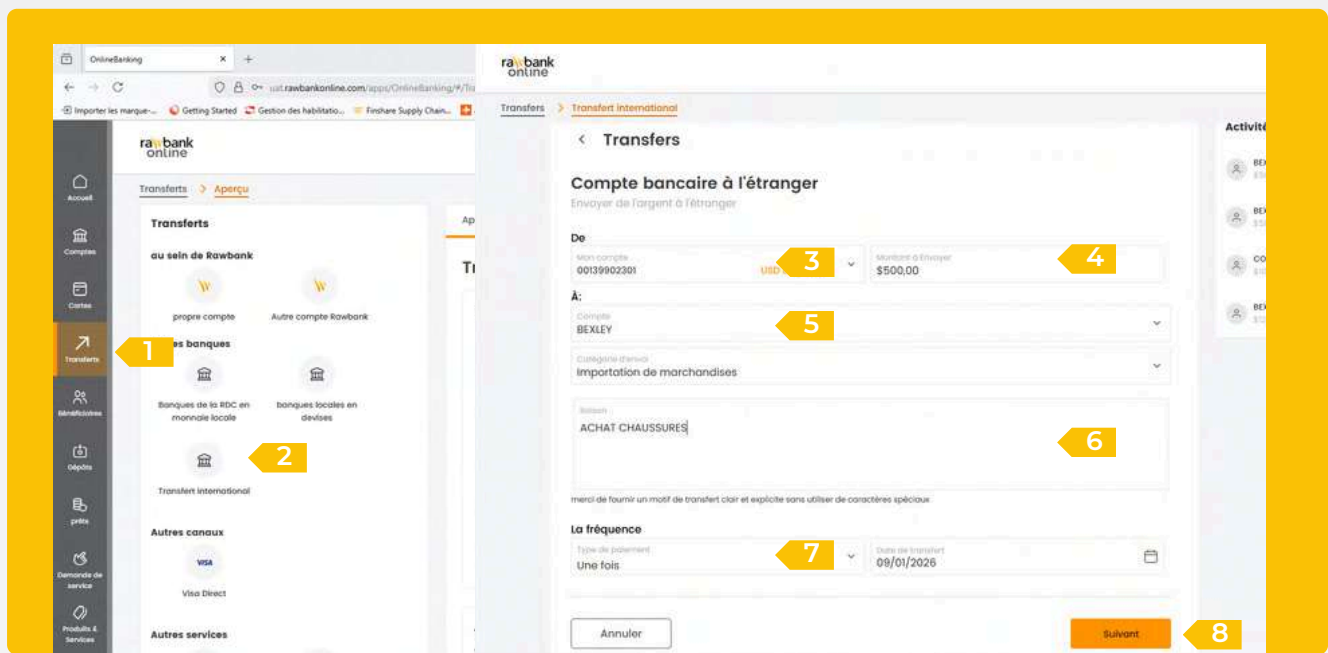 OnlineBanking × +
uat.rawbankonline.com/apps/OnlineBanking/#/Tra
Importer les marque-... Getting Started Gestion des habilitatio... Finshare Supply Chain...
rawbank
online
Accueil
Comptes
Cartes
Transferts
Bénéficiaires
Dépôts
prêts
Demande de
service
Produits &
Services
Transferts > Aperçu
Transferts
au sein de Rawbank
propre compte
Autre compte Rawbank
1
es banques
Banques de la RDC en
monnaie locale
banques locales en
devises
2
Transfert international
Autres canaux
VISA
Visa Direct
Autres services
Ap
rawbank
online
Transfers > Transfert international
< Transfers
Compte bancaire à l'étranger
Envoyer de l'argent à l'étranger
De
Mon compte
00139902301
USD
3
Montant à Envoyer
$500,00
4
À:
Compte
BEXLEY
5
Catégorie d'envoi
Importation de marchandises
Raison
ACHAT CHAUSSURES
6
merci de fournir un motif de transfert clair et explicite sans utiliser de caractères spéciaux
La fréquence
Type de paiement
Une fois
7
Date de transfert
09/01/2026
Annuler
Suivant
8
Activité
BEX
BEX
CO
BEX